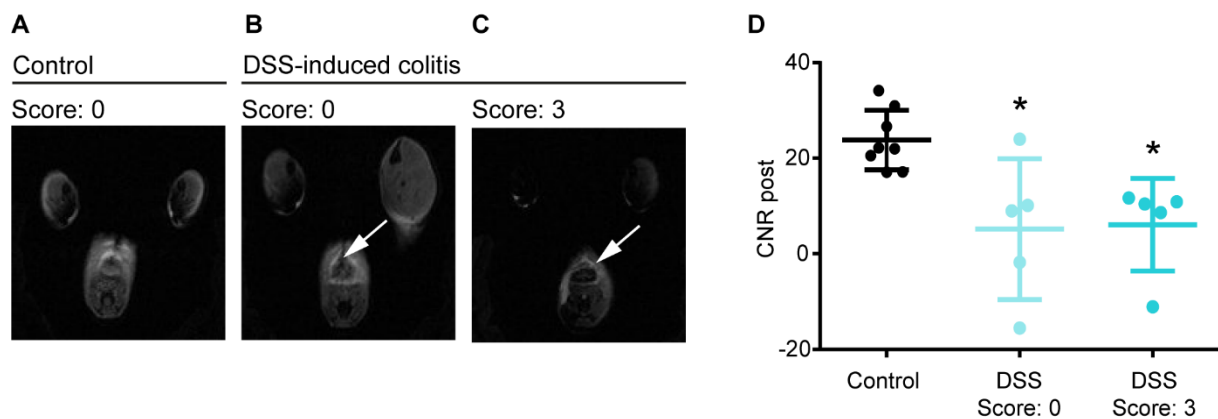 A
B
C
D
Control
DSS-induced colitis
Score: 0
Score: 0
Score: 3
CNR post
40
20
0
-20
*
*
Control
DSS
Score: 0
DSS
Score: 3